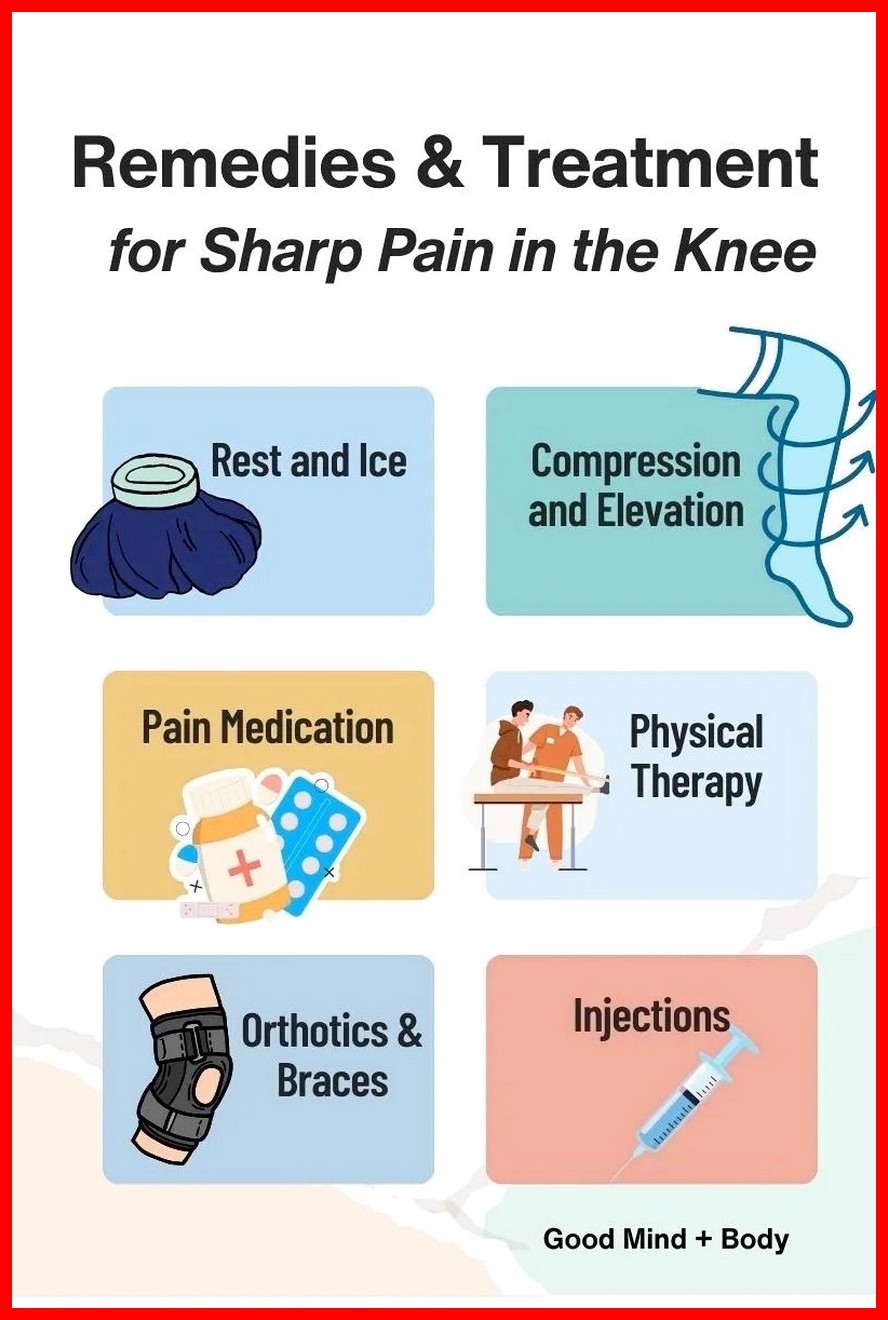 Remedies & Treatment
for Sharp Pain in the Knee
Rest and Ice
Compression
and Elevation
Pain Medication
Physical
Therapy
Orthotics &
Braces
Injections
Good Mind + Body